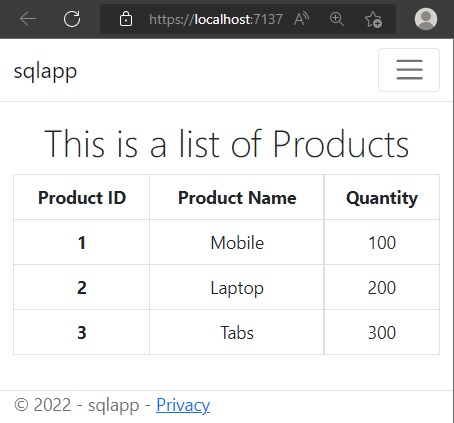 https://localhost:7137
sqlapp
This is a list of Products
Product ID Product Name Quantity
1 Mobile 100
2 Laptop 200
3 Tabs 300
© 2022 - sqlapp - Privacy